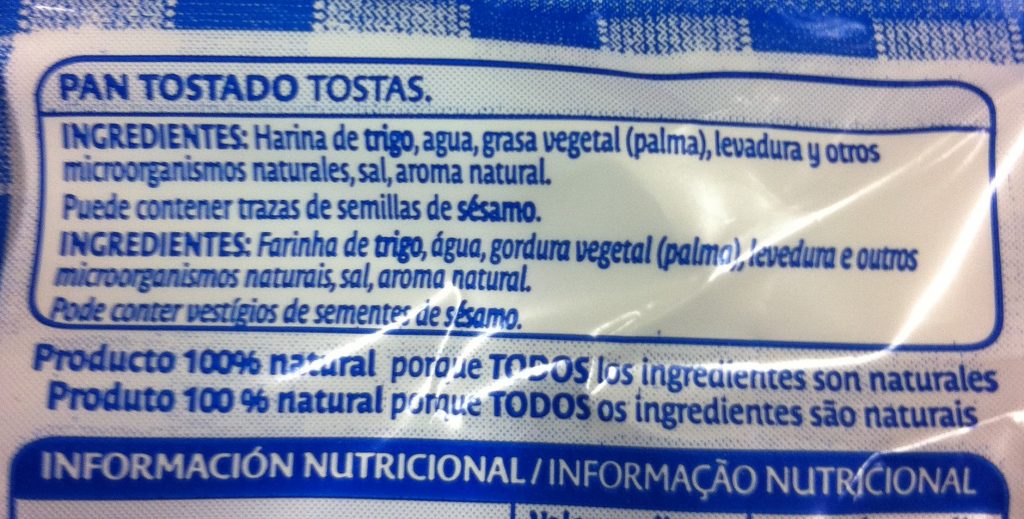 PAN TOSTADO TOSTAS.
INGREDIENTES: Harina de trigo, agua, grasa vegetal (palma), levadura y otros
microorganismos naturales, sal, aroma natural.
Puede contener trazas de semillas de sésamo.
INGREDIENTES: Farinha de trigo, água, gordura vegetal (palma), levedura e outros
microorganismos naturais, sal, aroma natural.
Pode conter vestígios de sementes de sésamo.
Producto 100% natural porque TODOS los ingredientes son naturales
Produto 100 % natural porque TODOS os ingredientes são naturais
INFORMACIÓN NUTRICIONAL / INFORMAÇÃO NUTRICIONAL